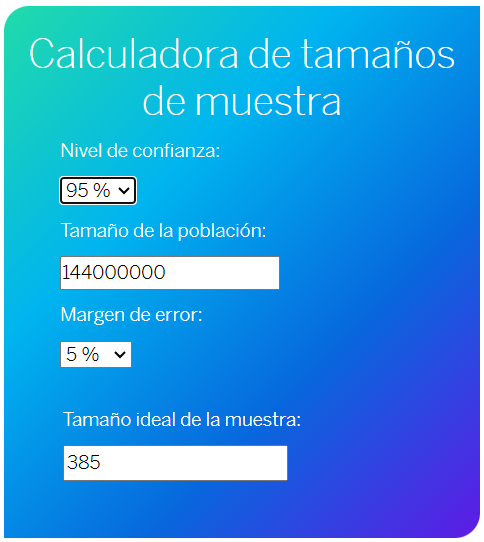 Calculadora de tamaños
de muestra
Nivel de confianza:
95 %
Tamaño de la población:
144000000
Margen de error:
5 %
Tamaño ideal de la muestra:
385